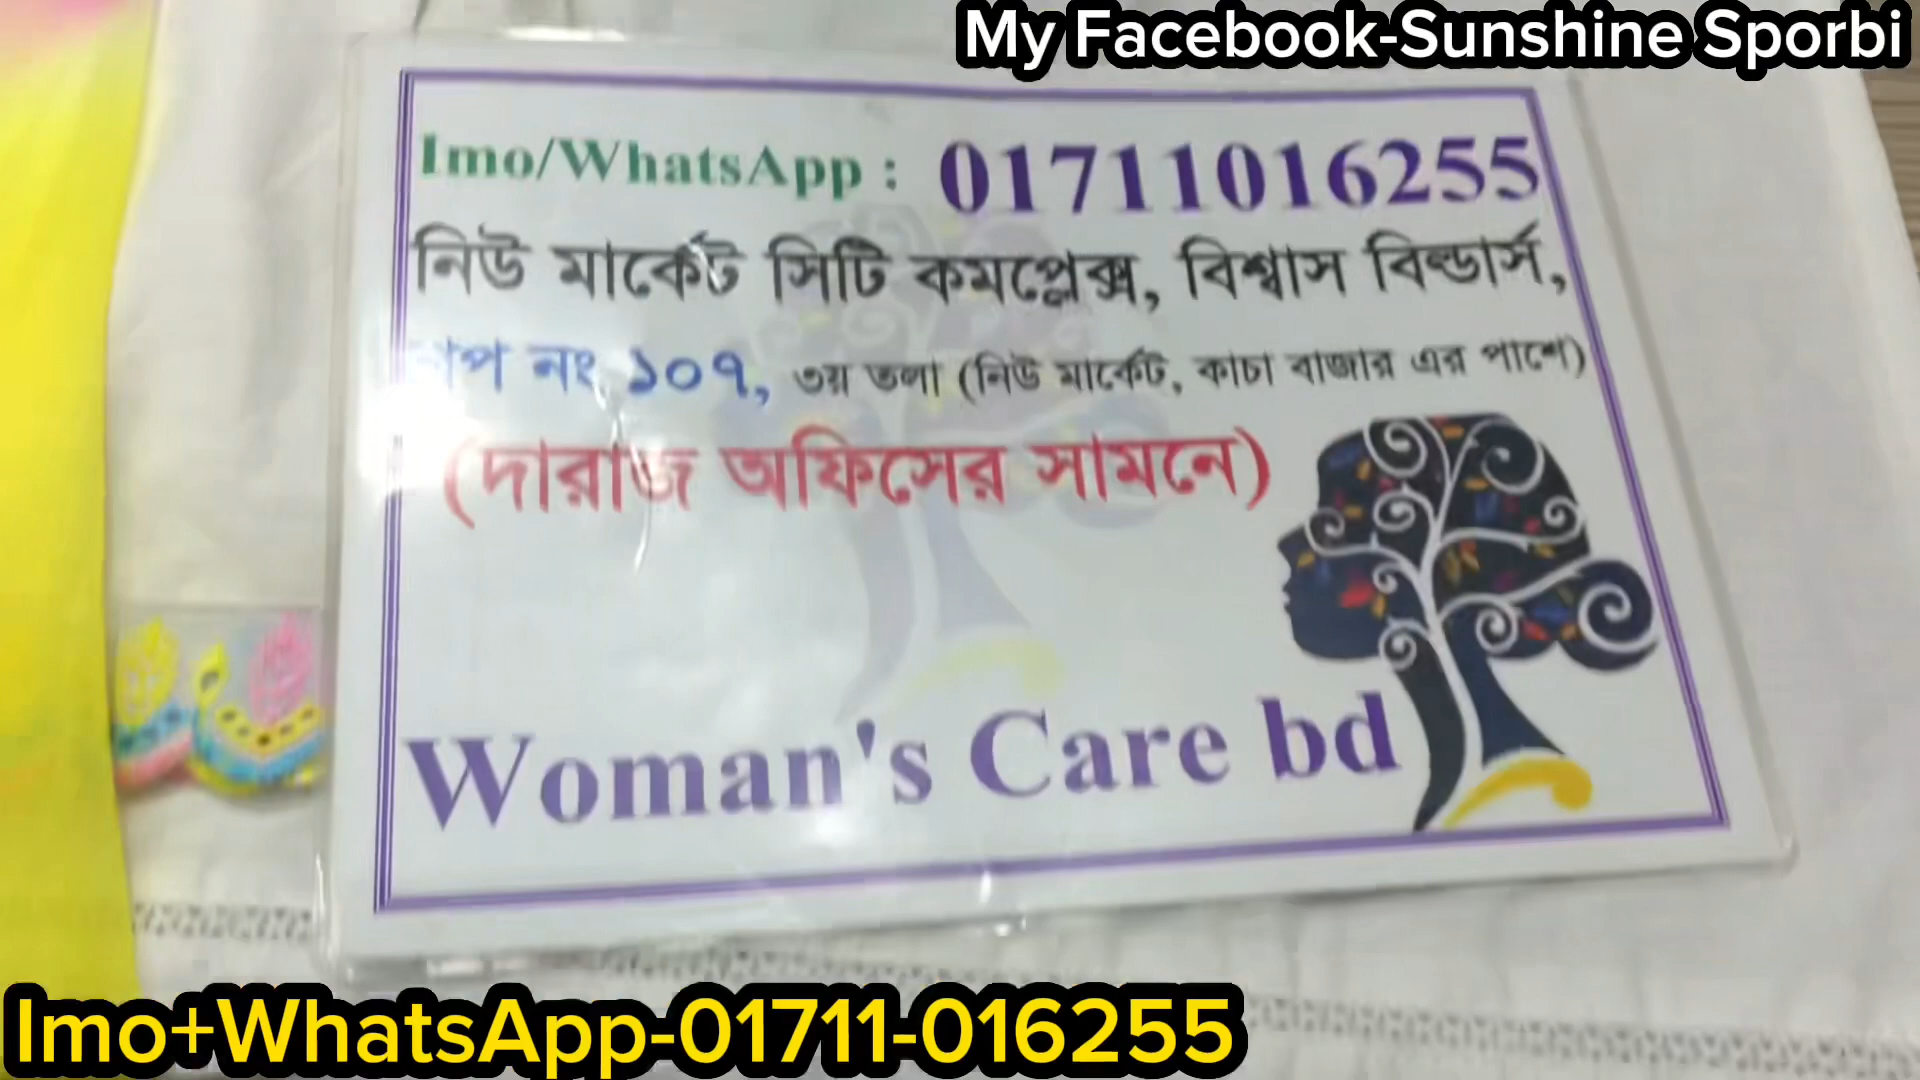 My Facebook-Sunshine Sporbi
Imo/WhatsApp : 01711016255
নিউ মার্কেট সিটি কমপ্লেক্স, বিশ্বাস বিল্ডার্স,
নং ১০৭, ৩য় তলা (নিউ মার্কেট, কাচা বাজার এর পাশে)
(দারাজ অফিসের সামনে)
Woman's Care bd
Imo+WhatsApp-01711-016255